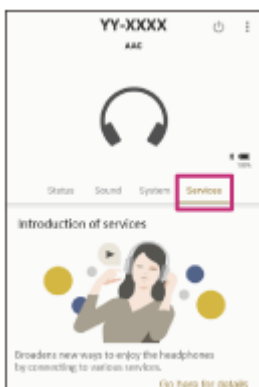 YY-XXXX
AAC
100%
Status Sound System Services
Introduction of services
Broadens new ways to enjoy the headphones
by connecting to various services.
Go here for details